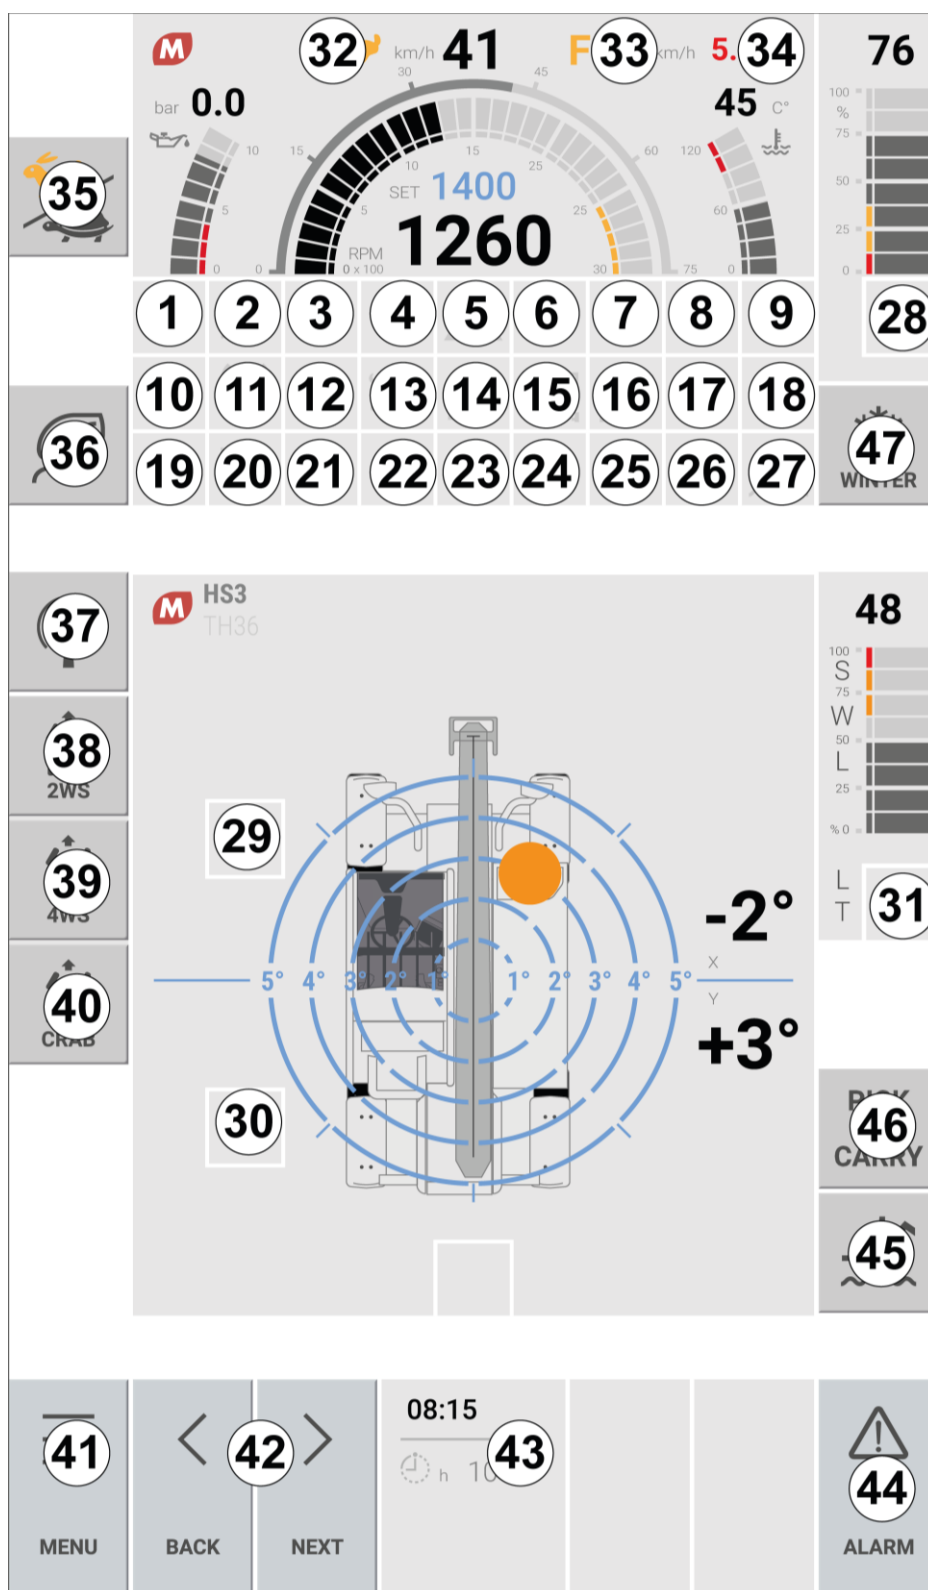 M 32 km/h 41 F 33 km/h 5. 34 76
30 45
bar 0.0 45 C° 100
%
10 15 15 60 120 75
35 10 25
SET 1400 50
5 5 25 60
1260 25
RPM
0 0 0 x 100 30 75 0 0
1 2 3 4 5 6 7 8 9 28
10 11 12 13 14 15 16 17 18
36 47
19 20 21 22 23 24 25 26 27 WINTER
37 M HS3 48
TH36
100
S
75
38 W
2WS 50
L
29 25
% 0
39
4WS L
T 31
-2°
X
5° 4° 3° 2° 1° 1° 2° 3° 4° 5°
Y
40
CRAB +3°
30 46
CARRY
45
08:15
41 42 h 10 43
44
MENU BACK NEXT ALARM